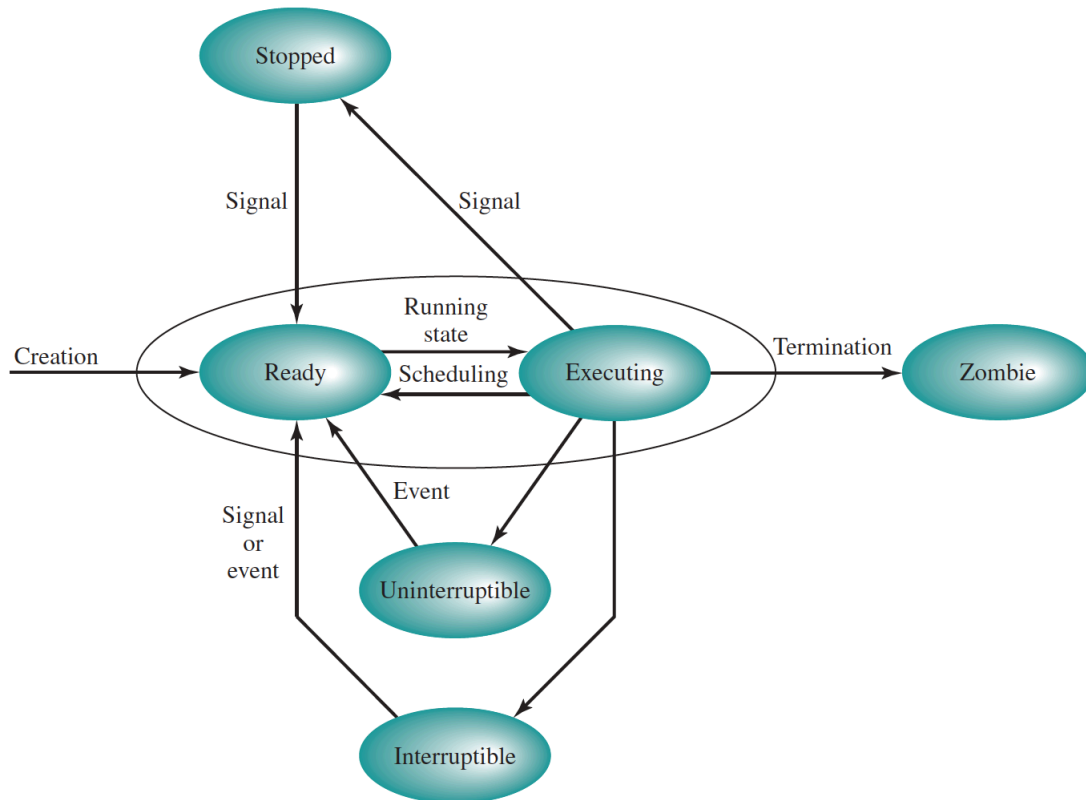 Stopped
Signal
Signal
Running
state
Creation
Ready
Scheduling
Executing
Termination
Zombie
Event
Signal
or
event
Uninterruptible
Interruptible